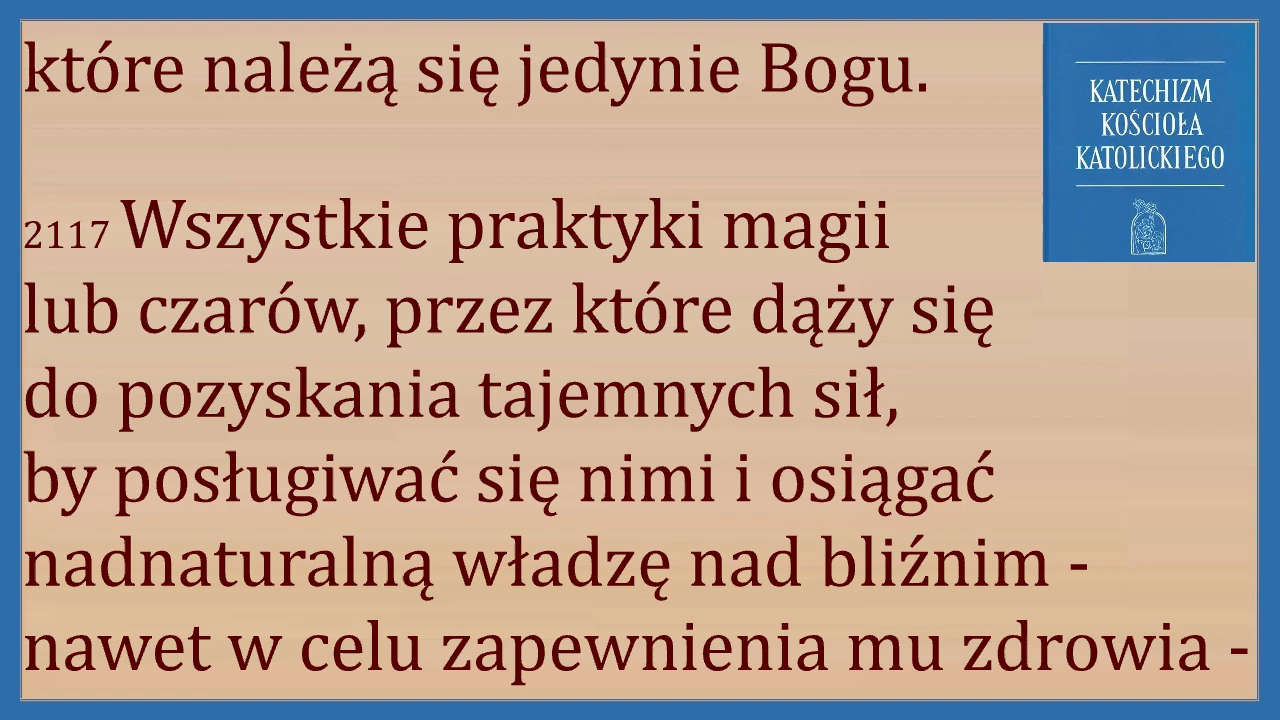 które należą się jedynie Bogu.
KATECHIZM
KOŚCIOŁA
KATOLICKIEGO
2117 Wszystkie praktyki magii
lub czarów, przez które dąży się
do pozyskania tajemnych sił,
by posługiwać się nimi i osiągać
nadnaturalną władzę nad bliźnim -
nawet w celu zapewnienia mu zdrowia -